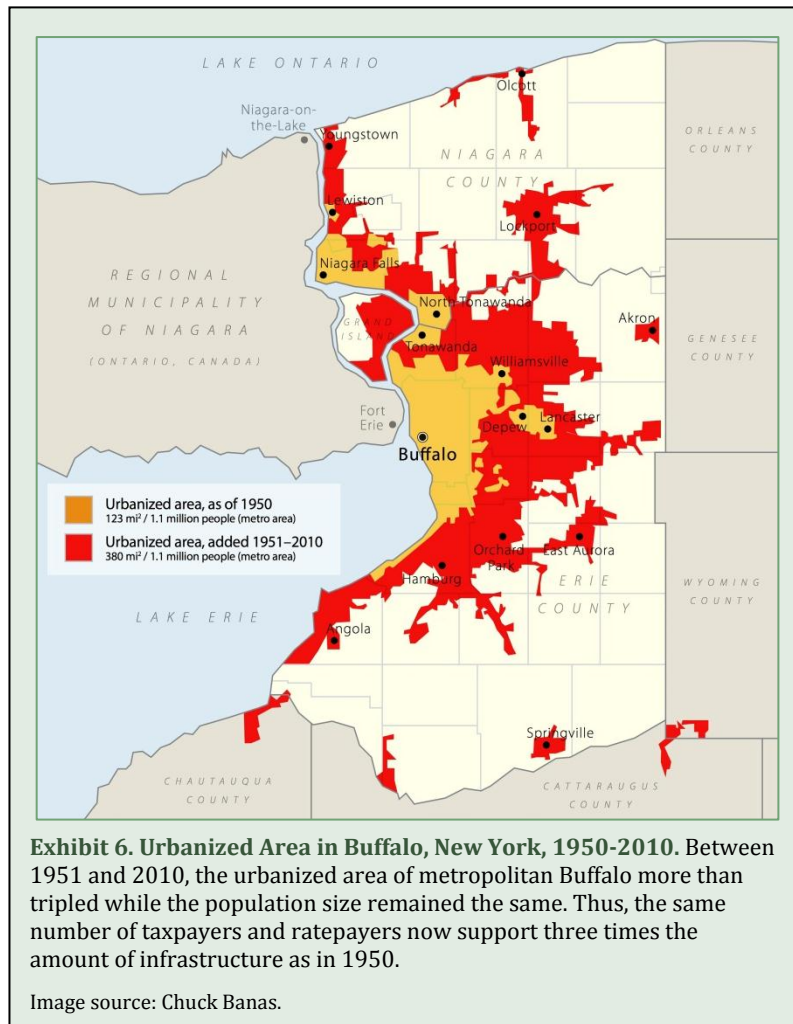 LAKE ONTARIO
Olcott
Niagara-on-
the-Lake
Youngstown
ORLEANS
COUNTY
NIAGARA
COUNTY
Lewiston
Lockport
Niagara Falls
REGIONAL
MUNICIPALITY
OF NIAGARA
(ONTARIO, CANADA)
GRAND
ISLAND
North Tonawanda
Tonawanda
Akron
GENESEE
COUNTY
Williamsville
Fort
Erie
Depew
Lancaster
Buffalo
Urbanized area, as of 1950
123 mi² / 1.1 million people (metro area)
Urbanized area, added 1951–2010
380 mi² / 1.1 million people (metro area)
Orchard
Park
East Aurora
Hamburg
ERIE
COUNTY
WYOMING
COUNTY
LAKE ERIE
Angola
Springville
CHAUTAUQUA
COUNTY
CATTARAUGUS
COUNTY
Exhibit 6. Urbanized Area in Buffalo, New York, 1950-2010. Between
1951 and 2010, the urbanized area of metropolitan Buffalo more than
tripled while the population size remained the same. Thus, the same
number of taxpayers and ratepayers now support three times the
amount of infrastructure as in 1950.
Image source: Chuck Banas.